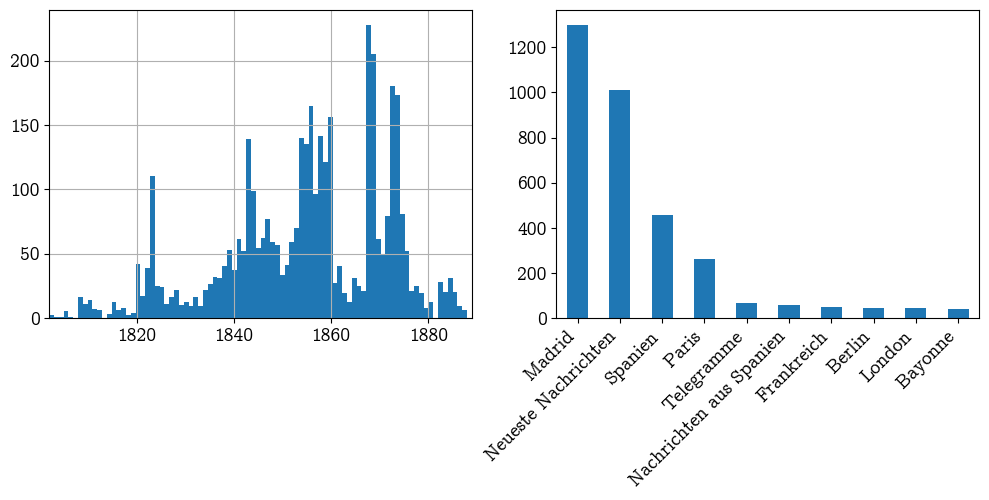 200
150
100
50
0
1820 1840 1860 1880
1200
1000
800
600
400
200
0
Madrid
Neueste Nachrichten
Spanien
Paris
Telegramme
Nachrichten aus Spanien
Frankreich
Berlin
London
Bayonne